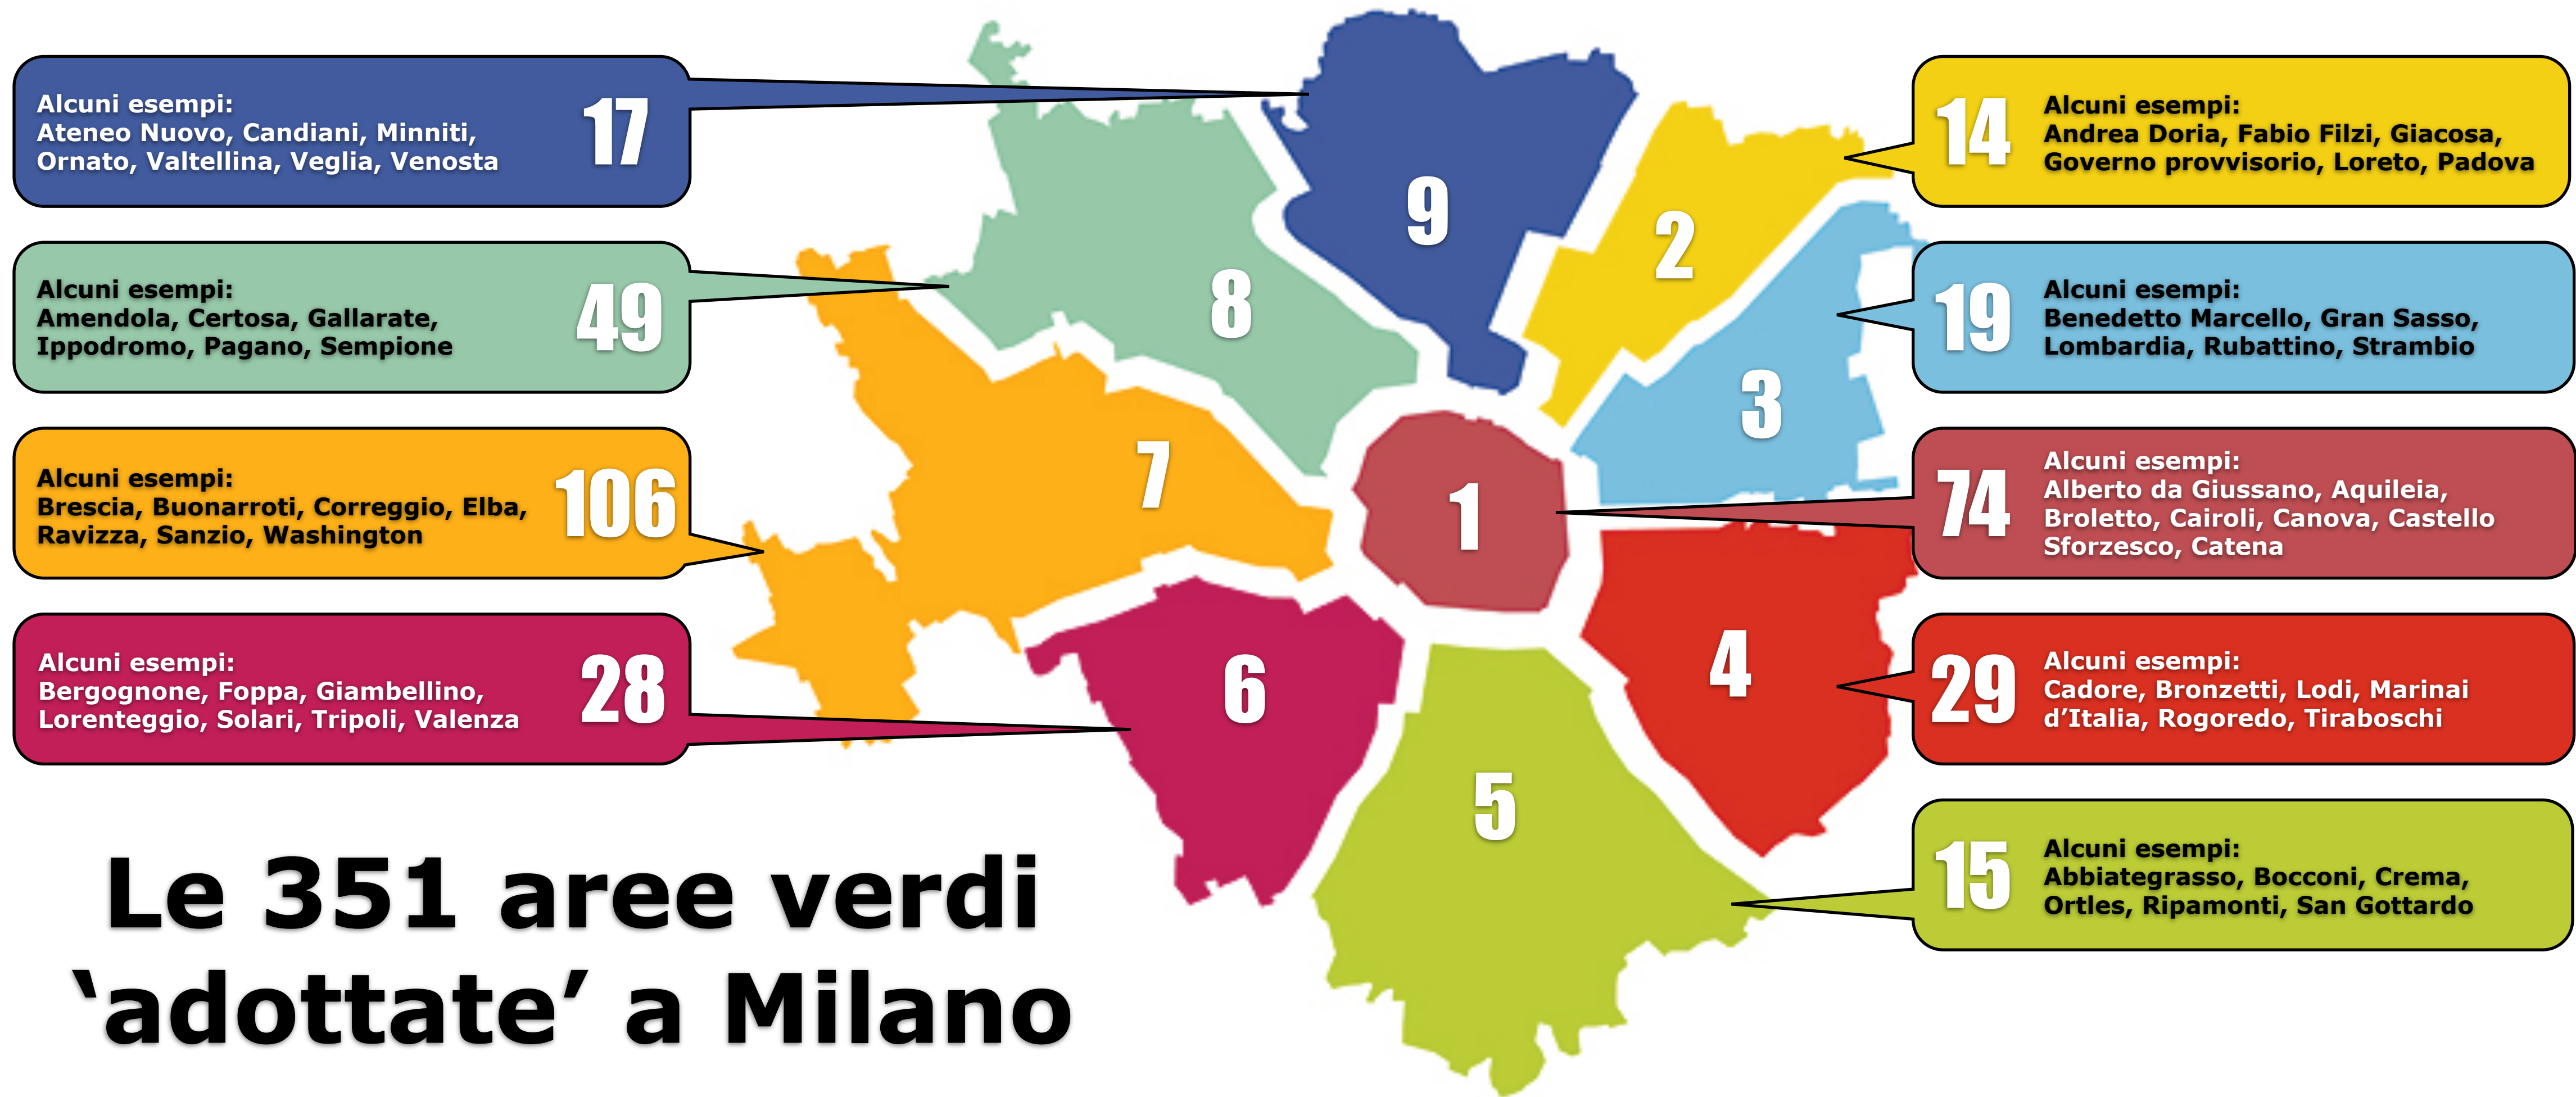 Alcuni esempi:
Ateneo Nuovo, Candiani, Minniti,
Ornato, Valtellina, Veglia, Venosta
17
Alcuni esempi:
Amendola, Certosa, Gallarate,
Ippodromo, Pagano, Sempione
49
Alcuni esempi:
Brescia, Buonarroti, Correggio, Elba,
Ravizza, Sanzio, Washington
106
Alcuni esempi:
Bergognone, Foppa, Giambellino,
Lorenteggio, Solari, Tripoli, Valenza
28
9
2
8
3
7
1
4
6
5
14
Alcuni esempi:
Andrea Doria, Fabio Filzi, Giacosa,
Governo provvisorio, Loreto, Padova
19
Alcuni esempi:
Benedetto Marcello, Gran Sasso,
Lombardia, Rubattino, Strambio
74
Alcuni esempi:
Alberto da Giussano, Aquileia,
Broletto, Cairoli, Canova, Castello
Sforzesco, Catena
29
Alcuni esempi:
Cadore, Bronzetti, Lodi, Marinai
d’Italia, Rogoredo, Tiraboschi
15
Alcuni esempi:
Abbiategrasso, Bocconi, Crema,
Ortles, Ripamonti, San Gottardo
Le 351 aree verdi
‘adottate’ a Milano